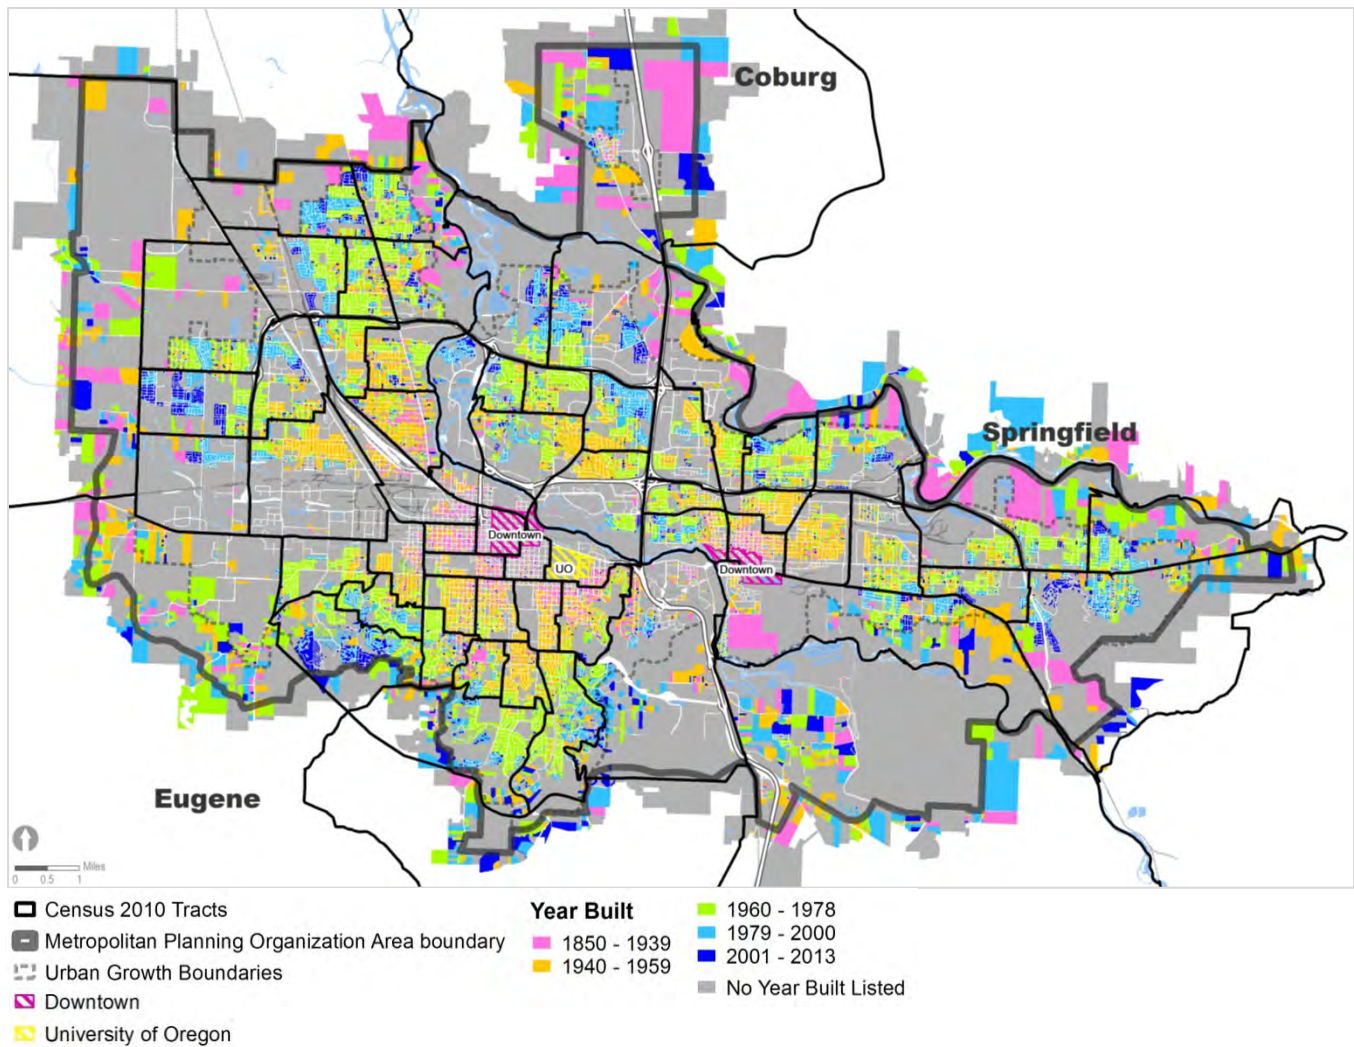 Coburg
Springfield
Downtown
UO
Downtown
Eugene
Miles
0 0.5 1
Census 2010 Tracts
Metropolitan Planning Organization Area boundary
Urban Growth Boundaries
Downtown
University of Oregon
Year Built
1850 - 1939
1940 - 1959
1960 - 1978
1979 - 2000
2001 - 2013
No Year Built Listed